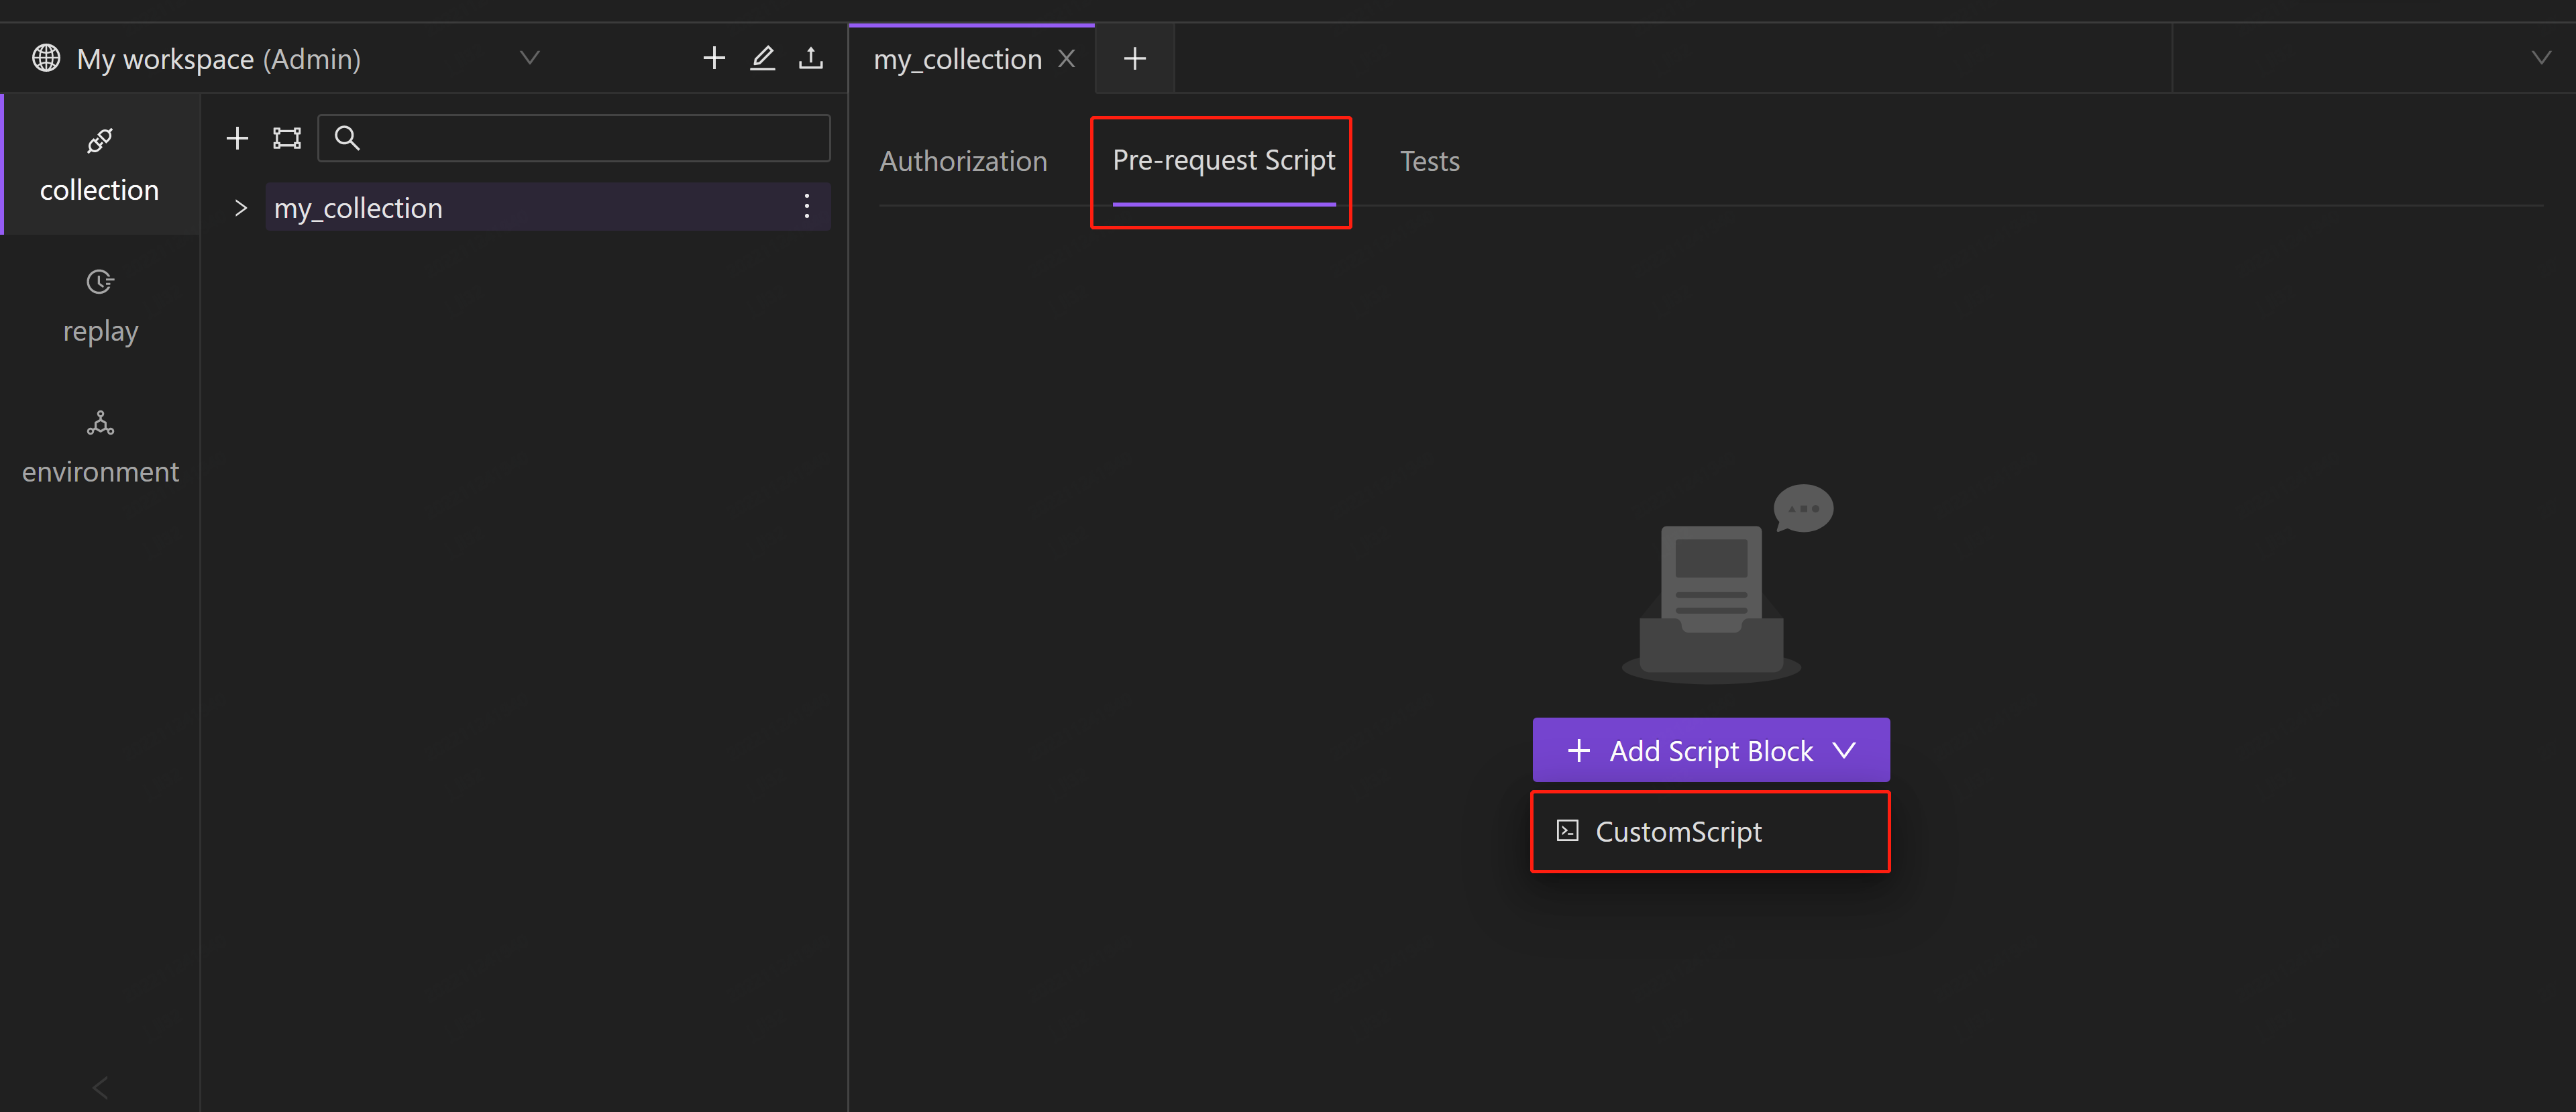 My workspace (Admin)
my_collection
collection
replay
environment
my_collection
Authorization
Pre-request Script
Tests
Add Script Block
CustomScript